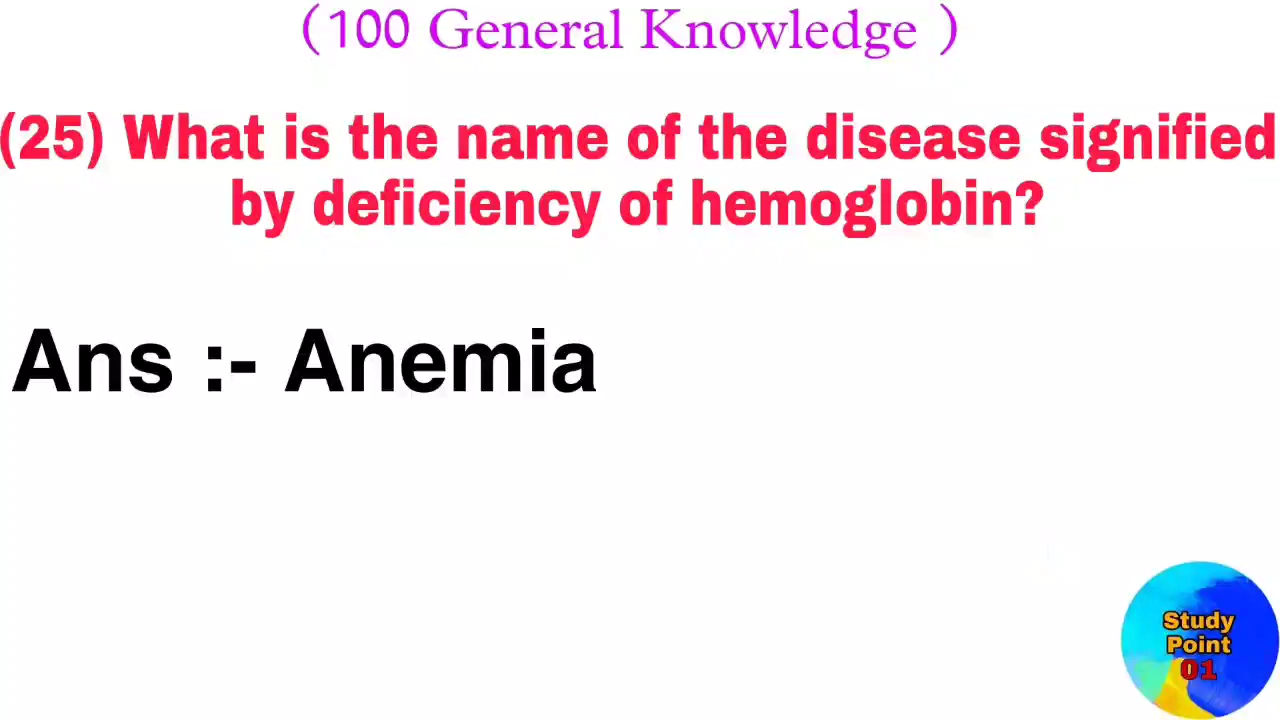 (100 General Knowledge )
(25) What is the name of the disease signified
by deficiency of hemoglobin?
Ans :- Anemia
Study
Point
01